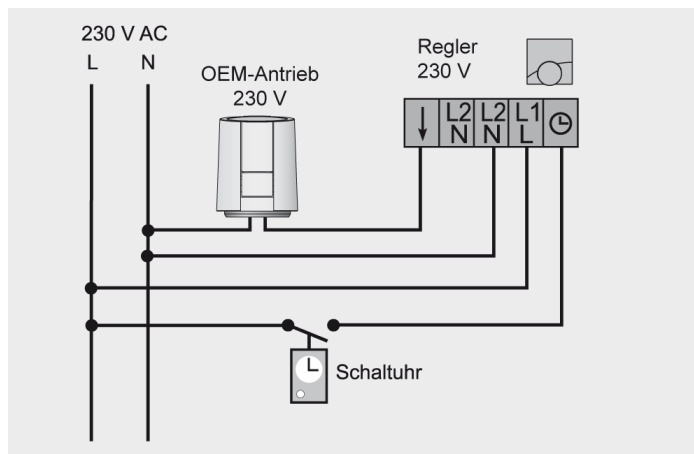 230 V AC
L N
OEM-Antrieb
230 V
Regler
230 V
L2 L2 L1
N N L
Schaltuhr